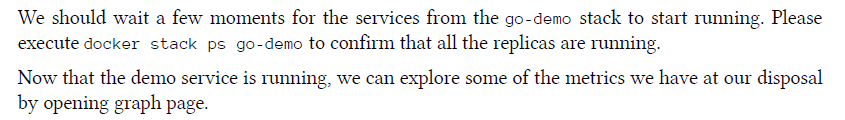 We should wait a few moments for the services from the go-demo stack to start running. Please
execute docker stack ps go-demo to confirm that all the replicas are running.
Now that the demo service is running, we can explore some of the metrics we have at our disposal
by opening graph page.